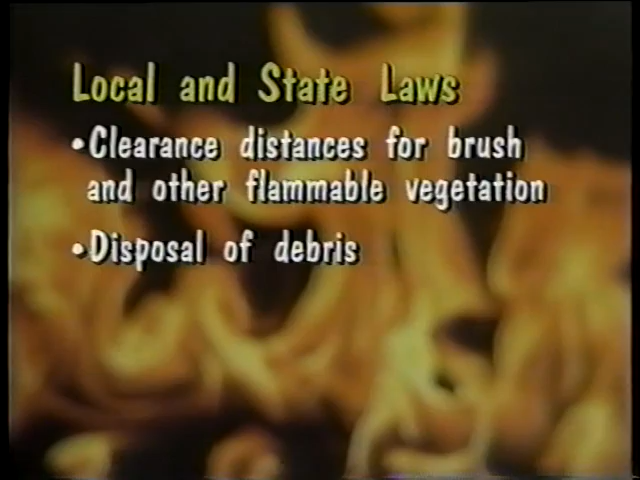 Local and State Laws
•Clearance distances for brush
and other flammable vegetation
•Disposal of debris